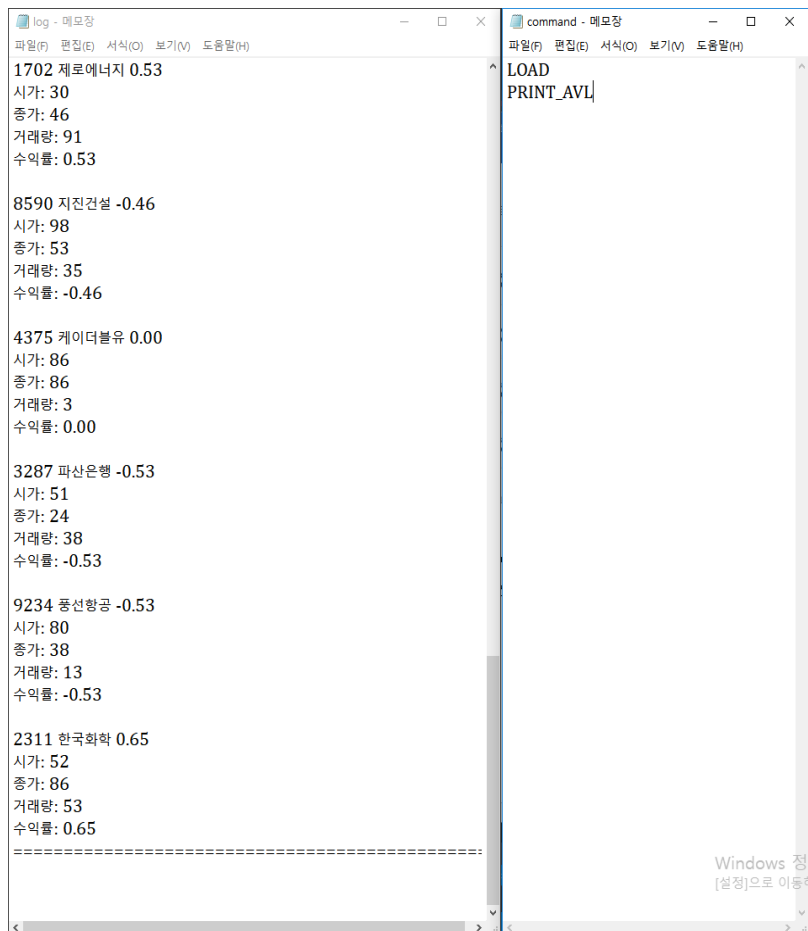 log - 메모장
파일(F) 편집(E) 서식(O) 보기(V) 도움말(H)
1702 제로에너지 0.53
시가: 30
종가: 46
거래량: 91
수익률: 0.53
8590 지진건설 -0.46
시가: 98
종가: 53
거래량: 35
수익률: -0.46
4375 케이더블유 0.00
시가: 86
종가: 86
거래량: 3
수익률: 0.00
3287 파산은행 -0.53
시가: 51
종가: 24
거래량: 38
수익률: -0.53
9234 풍선항공 -0.53
시가: 80
종가: 38
거래량: 13
수익률: -0.53
2311 한국화학 0.65
시가: 52
종가: 86
거래량: 53
수익률: 0.65
================================================
command - 메모장
파일(F) 편집(E) 서식(O) 보기(V) 도움말(H)
LOAD
PRINT_AVL
Windows 정
[설정]으로 이동